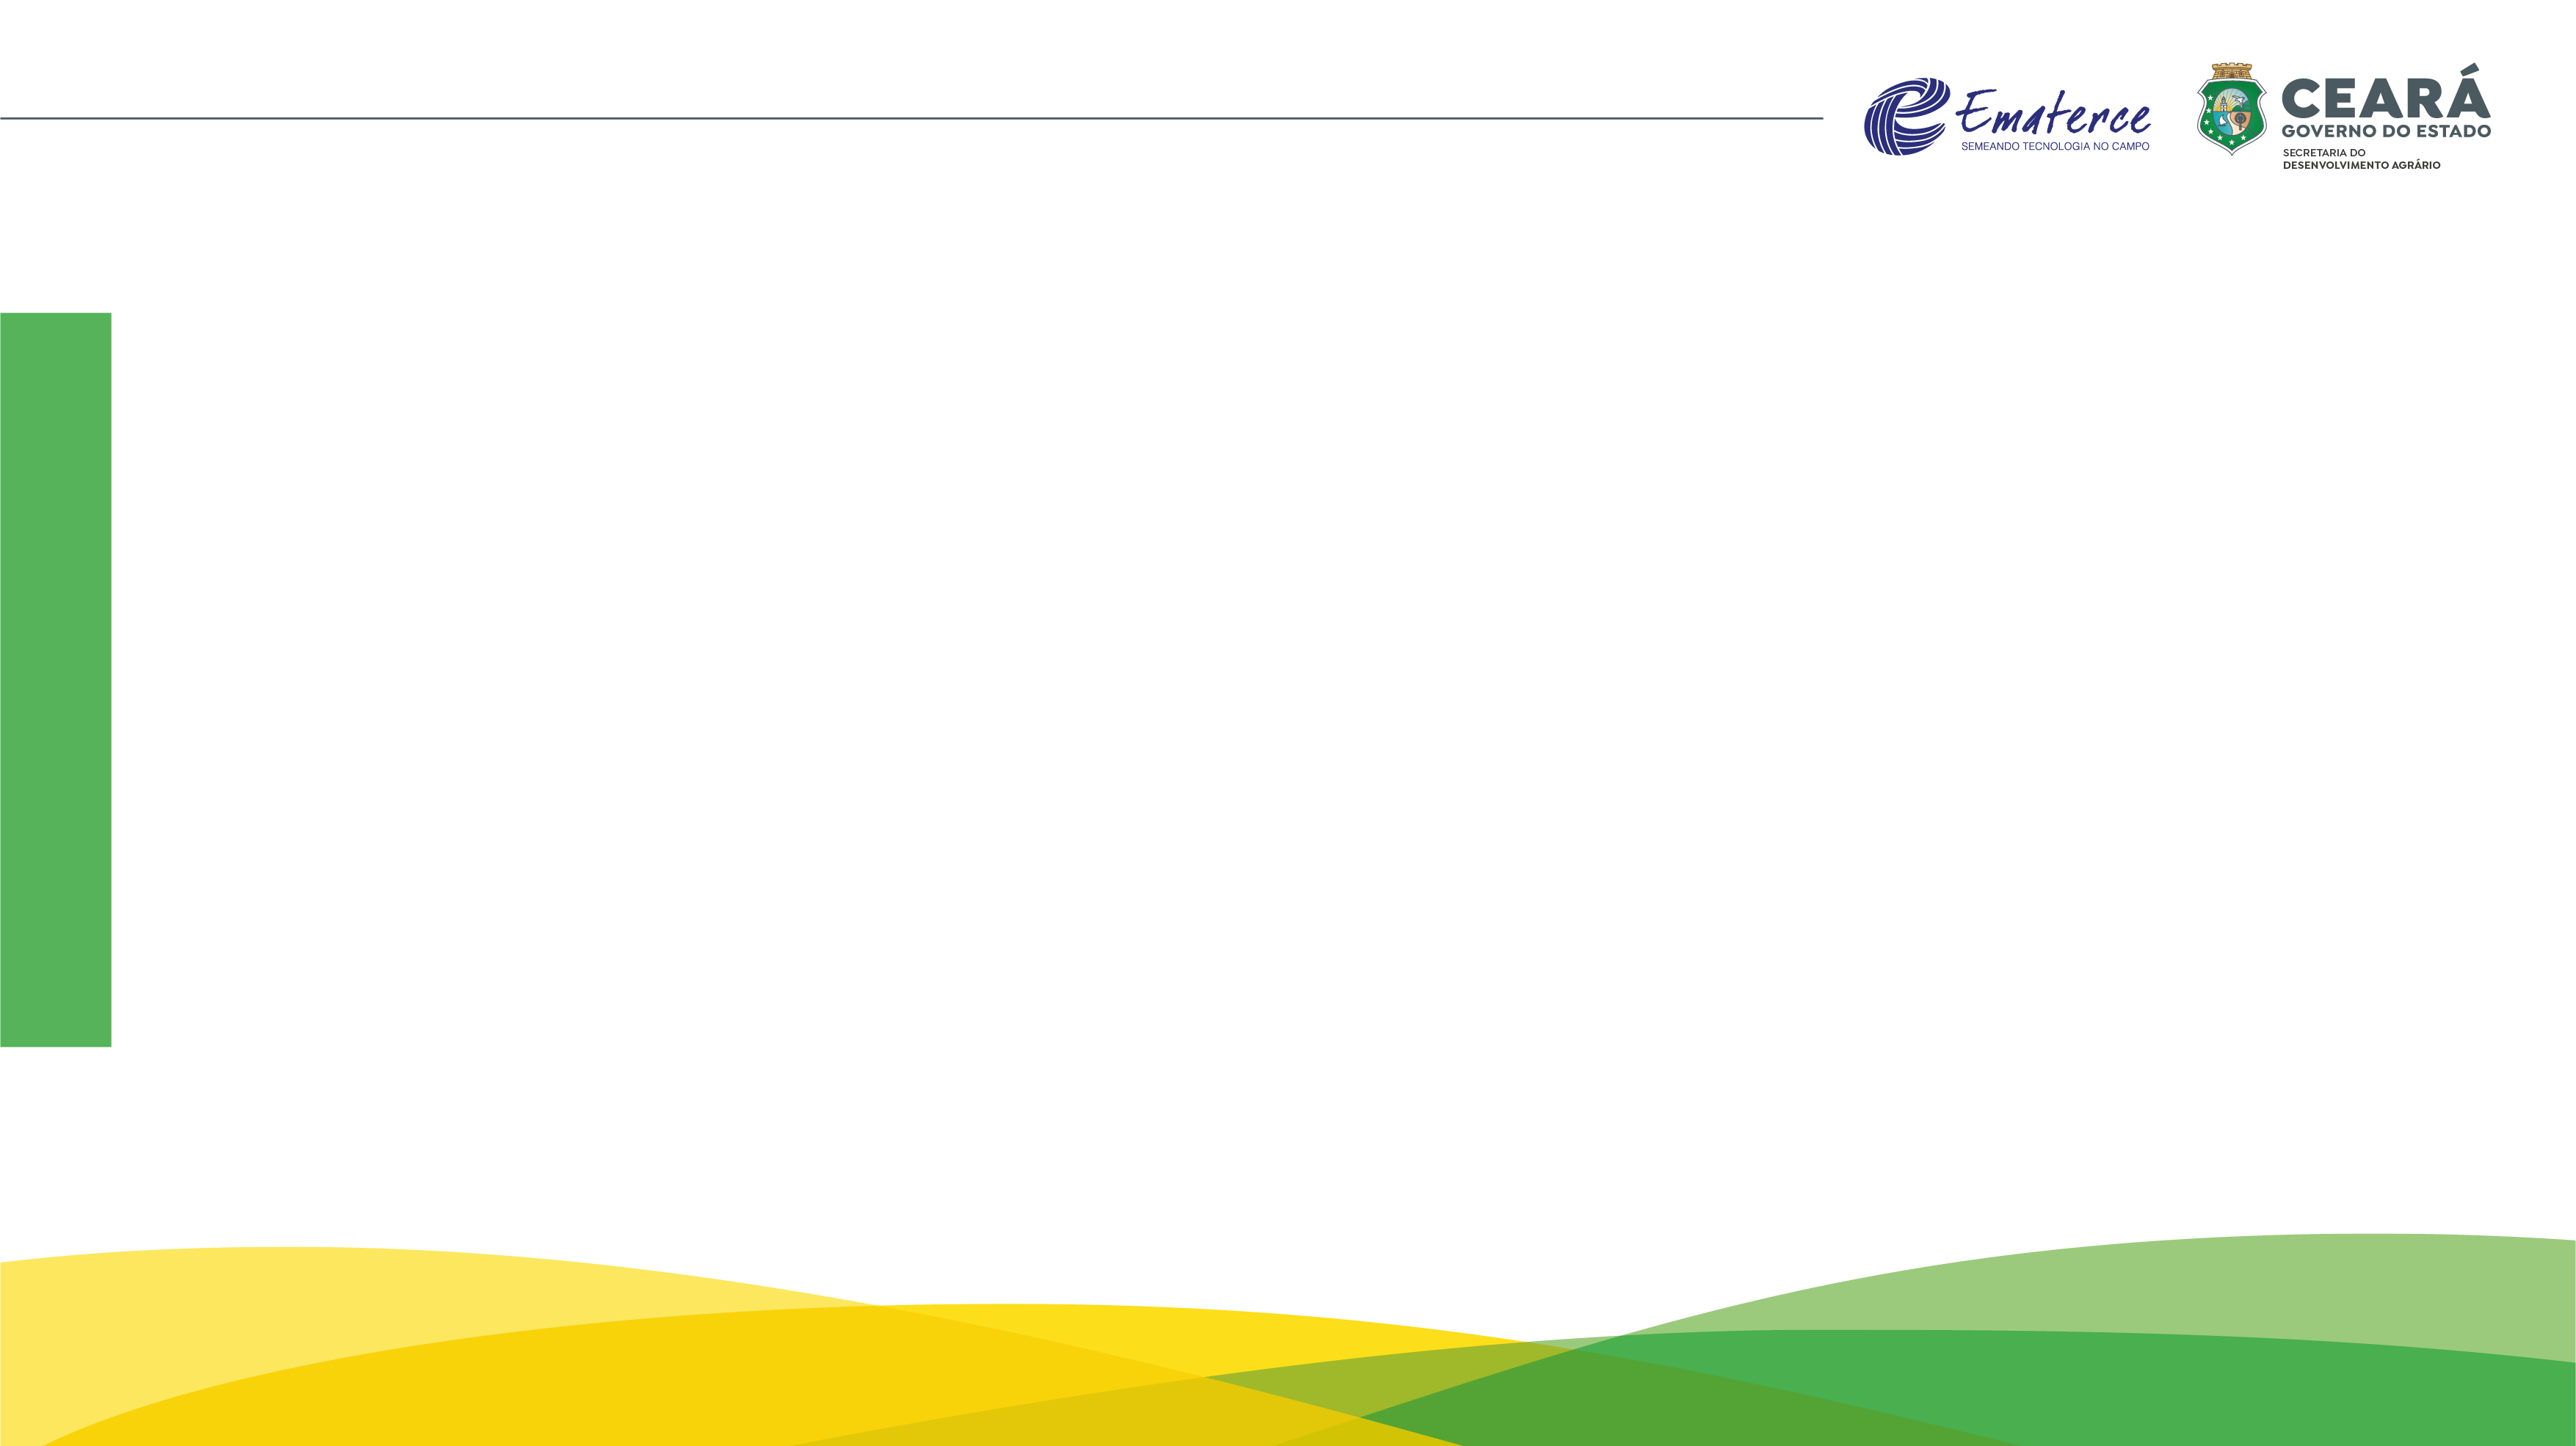 Ematerce
SEMEANDO TECNOLOGIA NO CAMPO
CEARÁ
GOVERNO DO ESTADO
SECRETARIA DO
DESENVOLVIMENTO AGRÁRIO